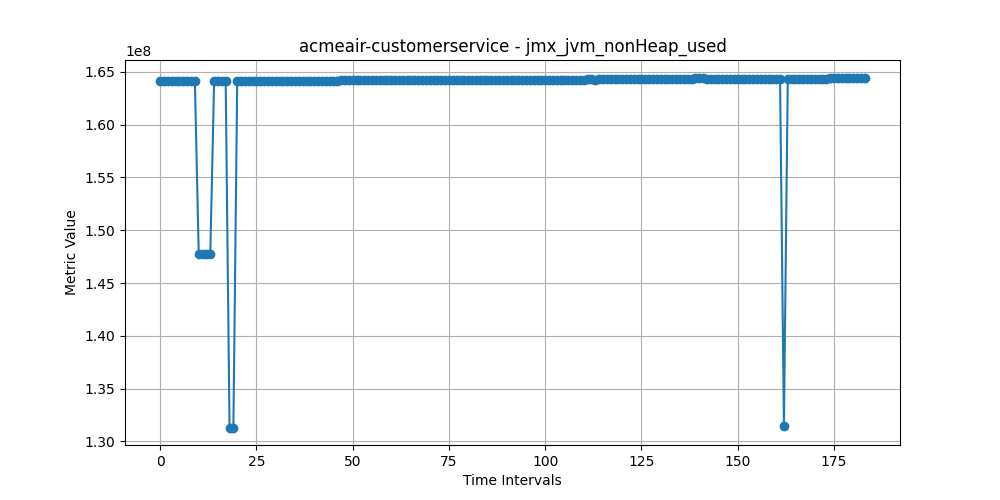 acmeair-customerservice - jmx_jvm_nonHeap_used
1e8
1.65
1.60
1.55
1.50
1.45
1.40
1.35
1.30
Metric Value
0 25 50 75 100 125 150 175
Time Intervals